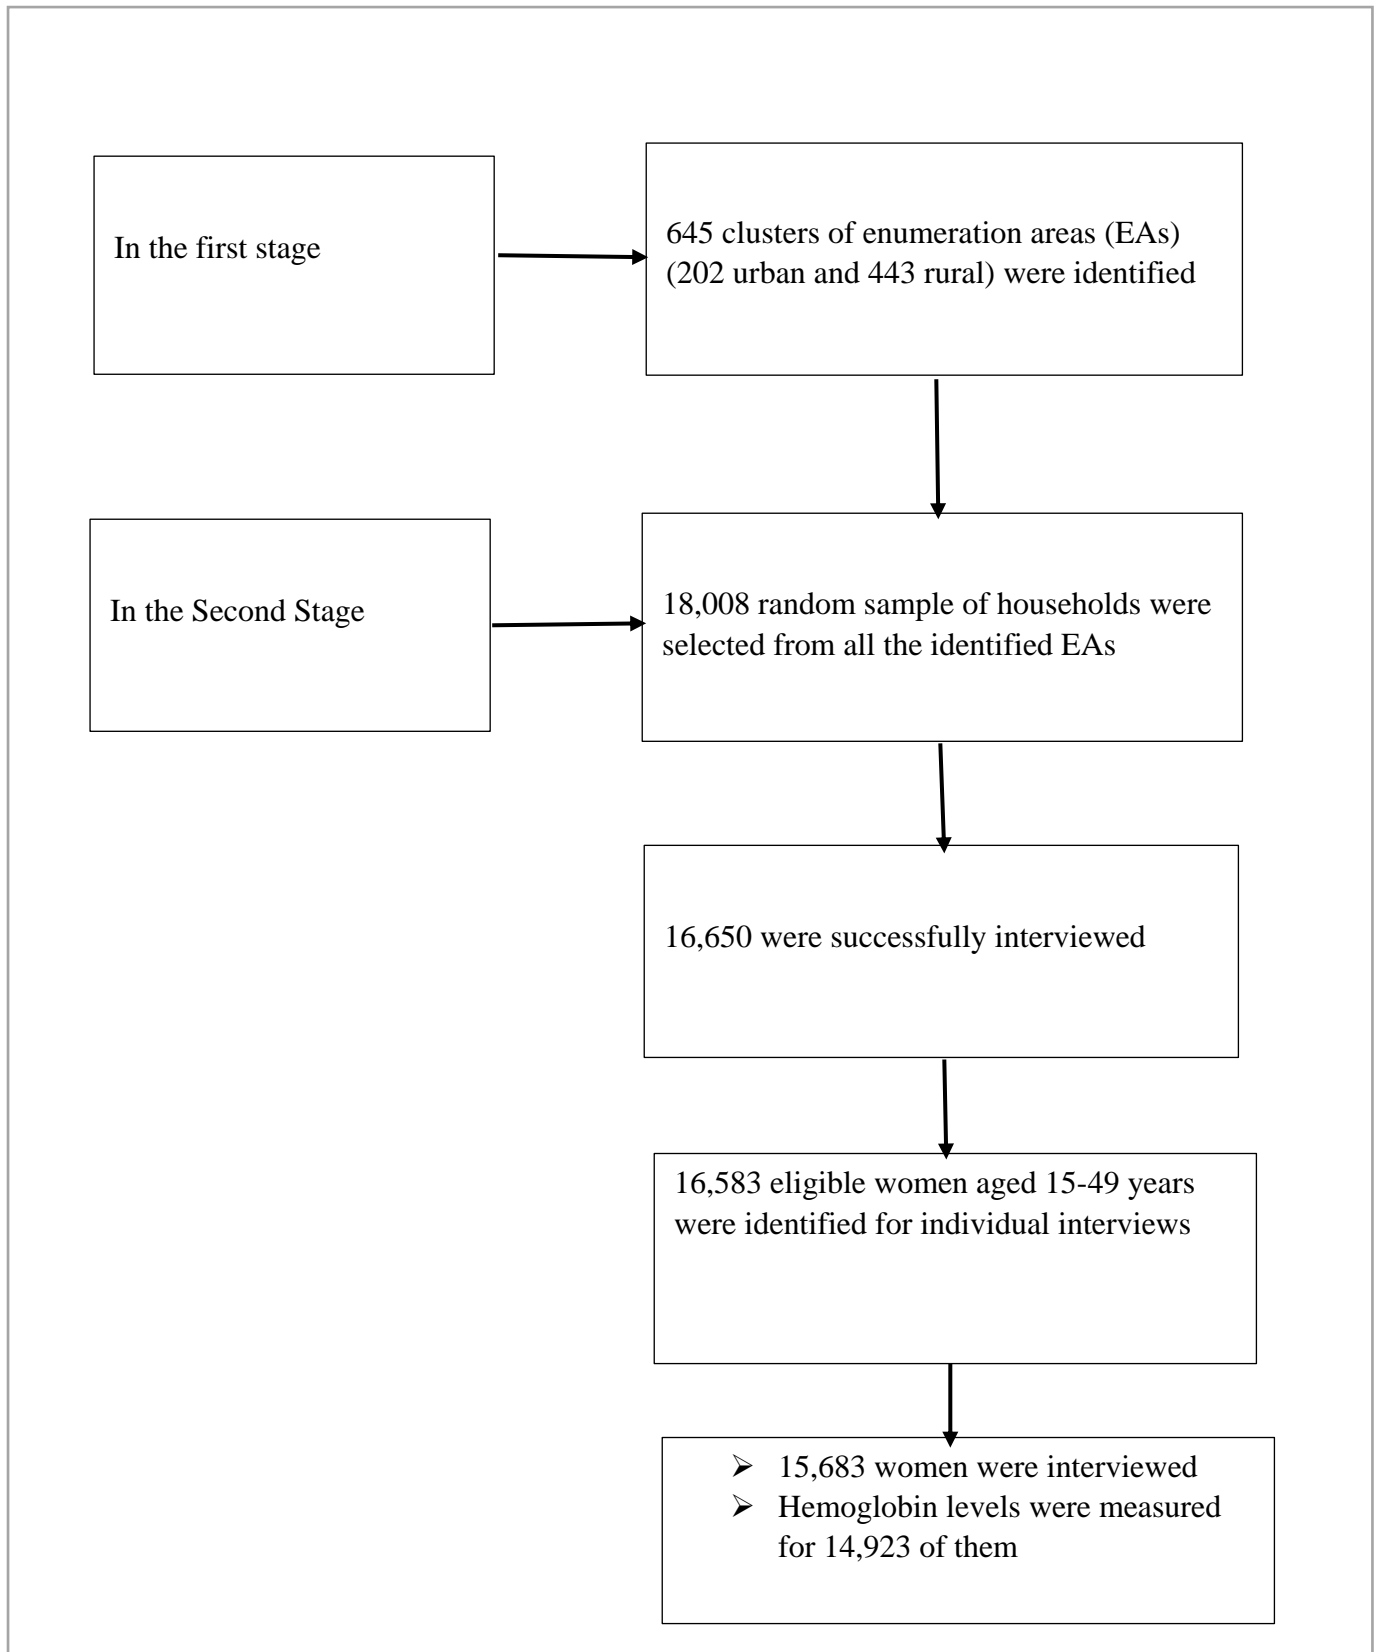 In the first stage
645 clusters of enumeration areas (EAs)
(202 urban and 443 rural) were identified
In the Second Stage
18,008 random sample of households were
selected from all the identified EAs
16,650 were successfully interviewed
16,583 eligible women aged 15-49 years
were identified for individual interviews
➢ 15,683 women were interviewed
➢ Hemoglobin levels were measured
for 14,923 of them